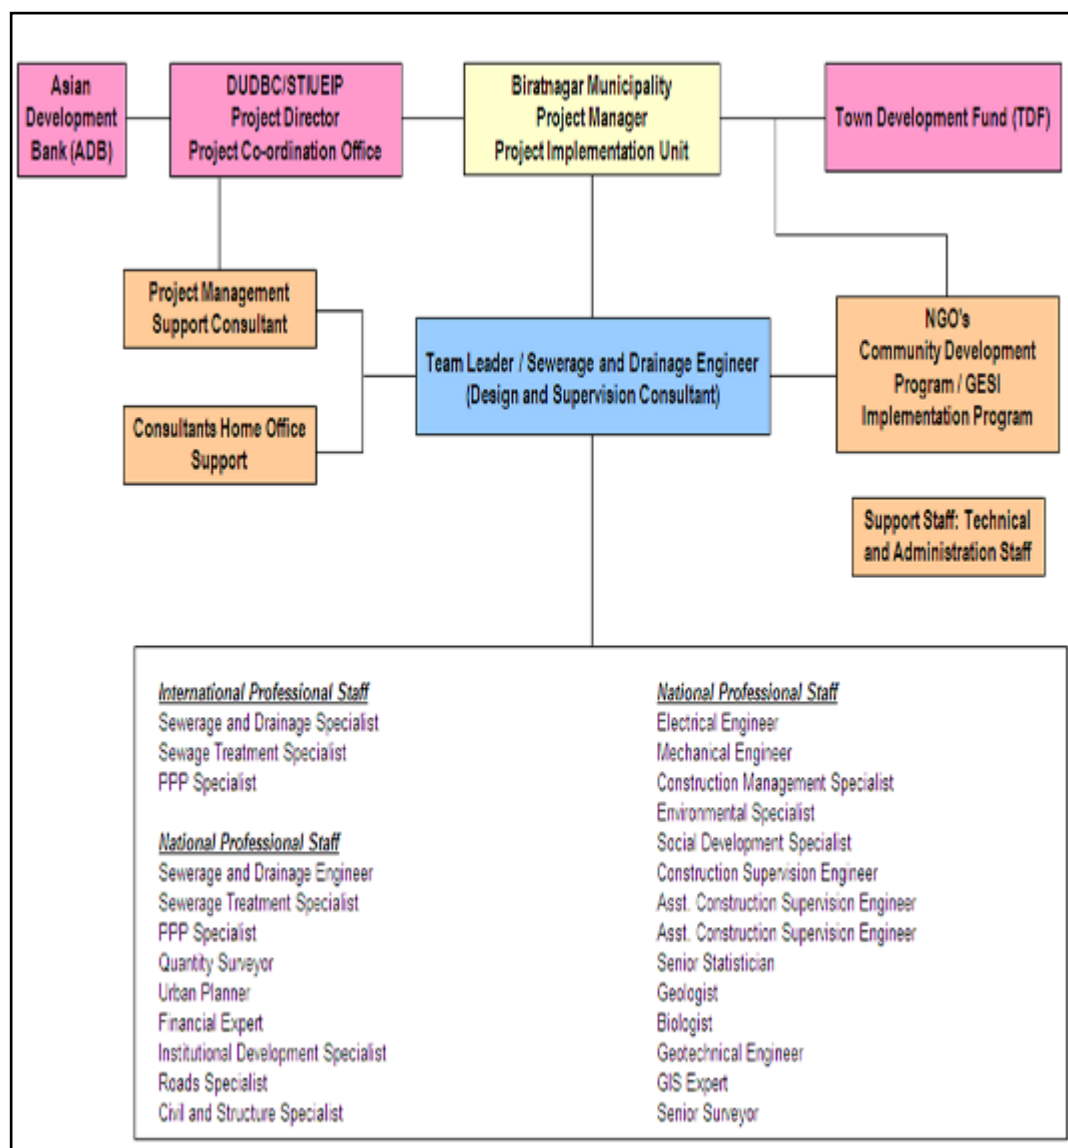 Asian
Development
Bank (ADB)
DUDBC/STIUEIP
Project Director
Project Co-ordination Office
Biratnagar Municipality
Project Manager
Project Implementation Unit
Town Development Fund (TDF)
Project Management
Support Consultant
Team Leader / Sewerage and Drainage Engineer
(Design and Supervision Consultant)
NGO's
Community Development
Program / GESI
Implementation Program
Consultants Home Office
Support
Support Staff: Technical
and Administration Staff
International Professional Staff
Sewerage and Drainage Specialist
Sewage Treatment Specialist
PPP Specialist
National Professional Staff
Sewerage and Drainage Engineer
Sewerage Treatment Specialist
PPP Specialist
Quantity Surveyor
Urban Planner
Financial Expert
Institutional Development Specialist
Roads Specialist
Civil and Structure Specialist
National Professional Staff
Electrical Engineer
Mechanical Engineer
Construction Management Specialist
Environmental Specialist
Social Development Specialist
Construction Supervision Engineer
Asst. Construction Supervision Engineer
Asst. Construction Supervision Engineer
Senior Statistician
Geologist
Biologist
Geotechnical Engineer
GIS Expert
Senior Surveyor